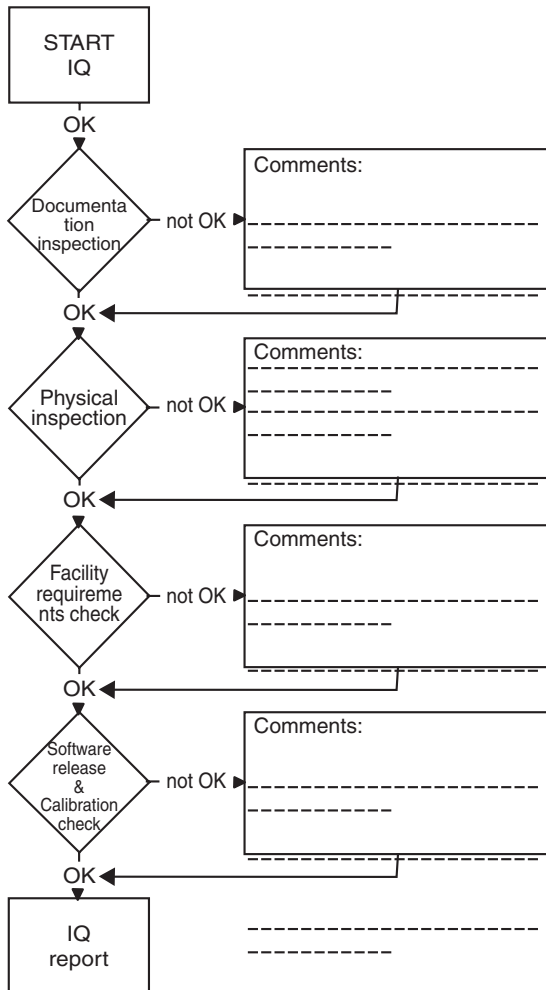 START
IQ
OK
Documenta
tion
inspection
not OK
Comments:
OK
Physical
inspection
not OK
Comments:
OK
Facility
requireme
nts check
not OK
Comments:
OK
Software
release
&
Calibration
check
not OK
Comments:
OK
IQ
report